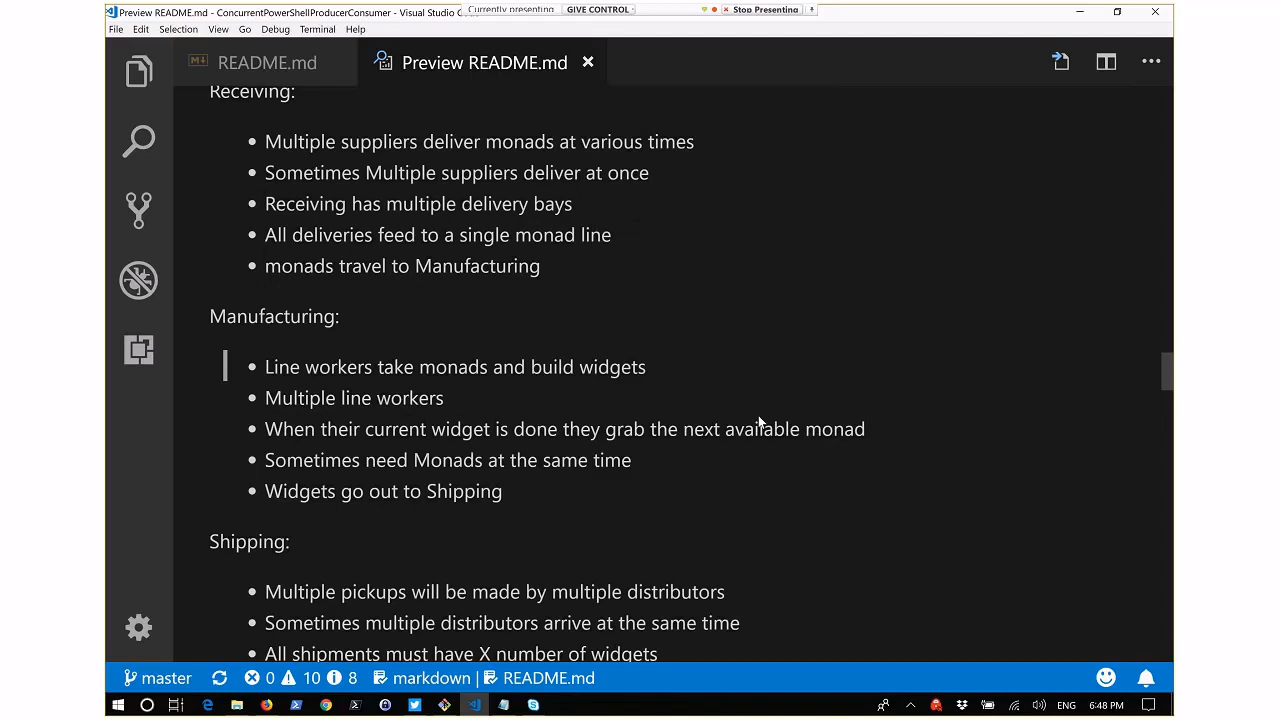 Preview README.md - ConcurrentPowerShellProducerConsumer - Visual Studio
Currently presenting GIVE CONTROL Stop Presenting
File Edit Selection View Go Debug Terminal Help
README.md Preview README.md
Receiving:
• Multiple suppliers deliver monads at various times
• Sometimes Multiple suppliers deliver at once
• Receiving has multiple delivery bays
• All deliveries feed to a single monad line
• monads travel to Manufacturing
Manufacturing:
• Line workers take monads and build widgets
• Multiple line workers
• When their current widget is done they grab the next available monad
• Sometimes need Monads at the same time
• Widgets go out to Shipping
Shipping:
• Multiple pickups will be made by multiple distributors
• Sometimes multiple distributors arrive at the same time
• All shipments must have X number of widgets
master 0 10 8 markdown | README.md
ENG 6:48 PM